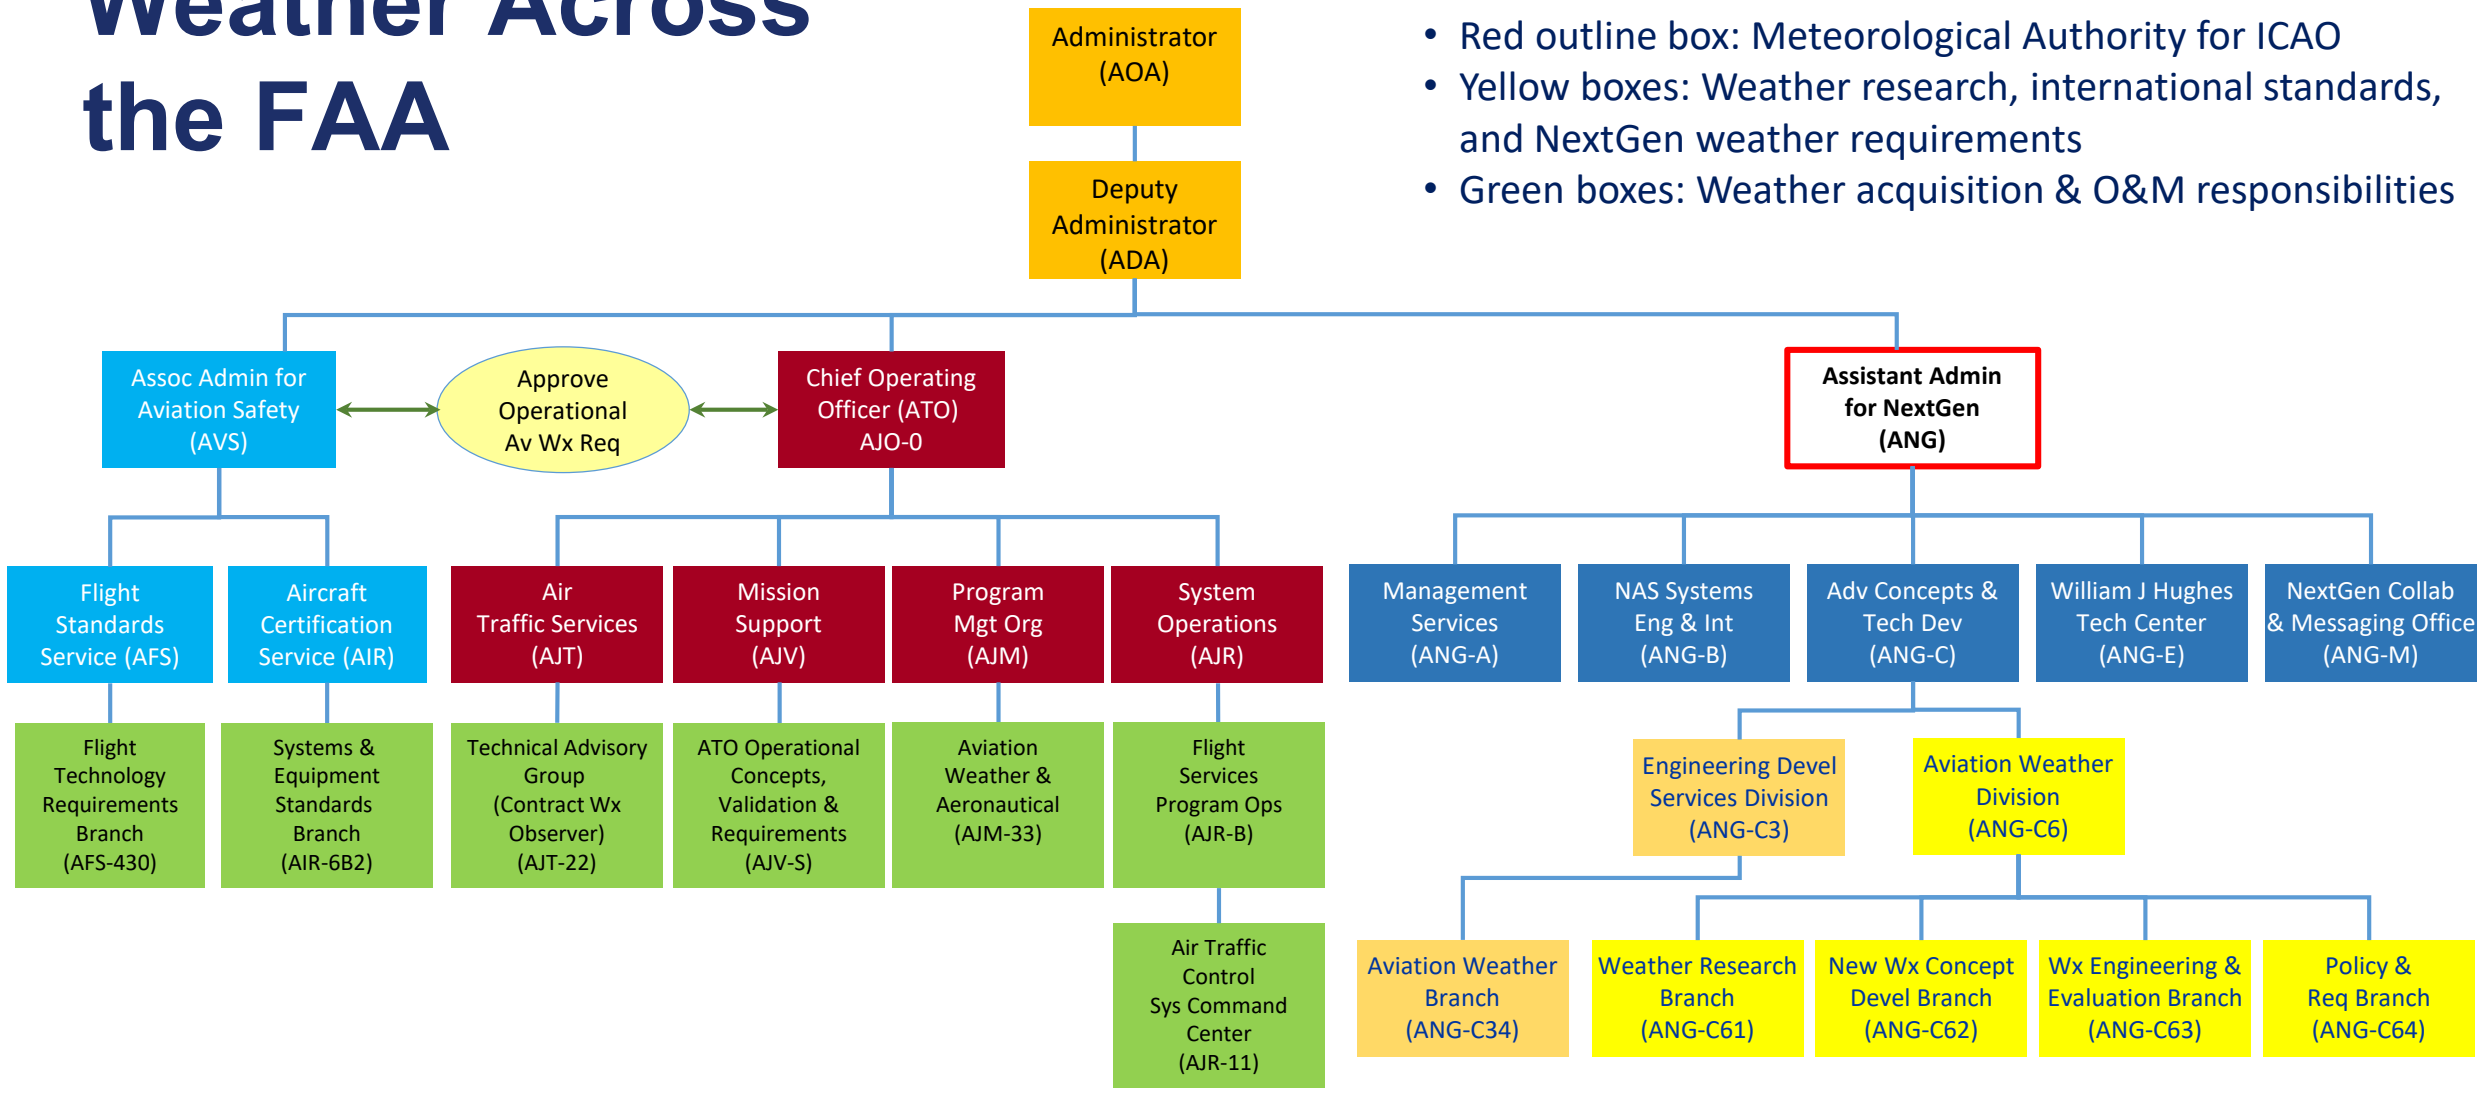 Weather Across
the FAA
Administrator
(AOA)
• Red outline box: Meteorological Authority for ICAO
• Yellow boxes: Weather research, international standards,
and NextGen weather requirements
• Green boxes: Weather acquisition & O&M responsibilities
Deputy
Administrator
(ADA)
Assoc Admin for
Aviation Safety
(AVS)
Approve
Operational
Av Wx Req
Chief Operating
Officer (ATO)
AJO-0
Assistant Admin
for NextGen
(ANG)
Flight
Standards
Service (AFS)
Aircraft
Certification
Service (AIR)
Air
Traffic Services
(AJT)
Mission
Support
(AJV)
Program
Mgt Org
(AJM)
System
Operations
(AJR)
Management
Services
(ANG-A)
NAS Systems
Eng & Int
(ANG-B)
Adv Concepts &
Tech Dev
(ANG-C)
William J Hughes
Tech Center
(ANG-E)
NextGen Collab
& Messaging Office
(ANG-M)
Flight
Technology
Requirements
Branch
(AFS-430)
Systems &
Equipment
Standards
Branch
(AIR-6B2)
Technical Advisory
Group
(Contract Wx
Observer)
(AJT-22)
ATO Operational
Concepts,
Validation &
Requirements
(AJV-S)
Aviation
Weather &
Aeronautical
(AJM-33)
Flight
Services
Program Ops
(AJR-B)
Engineering Devel
Services Division
(ANG-C3)
Aviation Weather
Division
(ANG-C6)
Air Traffic
Control
Sys Command
Center
(AJR-11)
Aviation Weather
Branch
(ANG-C34)
Weather Research
Branch
(ANG-C61)
New Wx Concept
Devel Branch
(ANG-C62)
Wx Engineering &
Evaluation Branch
(ANG-C63)
Policy &
Req Branch
(ANG-C64)